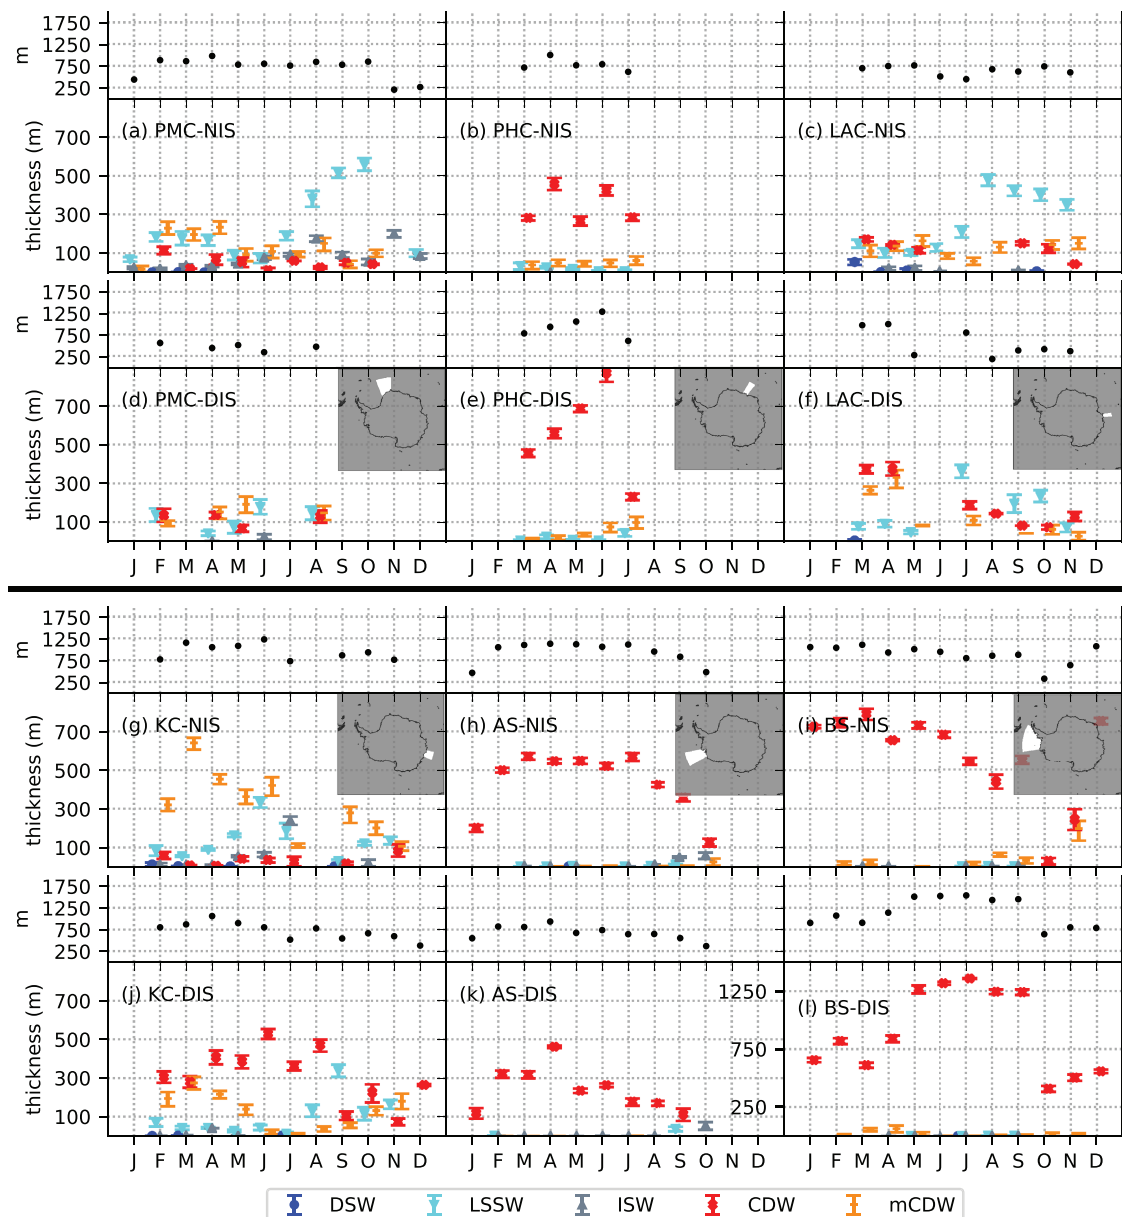 1750
1250
750
250
m
700
500
300
100
thickness (m)
(a) PMC-NIS
(b) PHC-NIS
(c) LAC-NIS
1750
1250
750
250
m
700
500
300
100
thickness (m)
(d) PMC-DIS
(e) PHC-DIS
(f) LAC-DIS
J F M A M J J A S O N D
J F M A M J J A S O N D
J F M A M J J A S O N D
1750
1250
750
250
m
700
500
300
100
thickness (m)
(g) KC-NIS
(h) AS-NIS
(i) BS-NIS
1750
1250
750
250
m
700
500
300
100
thickness (m)
(j) KC-DIS
(k) AS-DIS
1250
750
250
(l) BS-DIS
J F M A M J J A S O N D
J F M A M J J A S O N D
J F M A M J J A S O N D
DSW LSSW ISW CDW mCDW